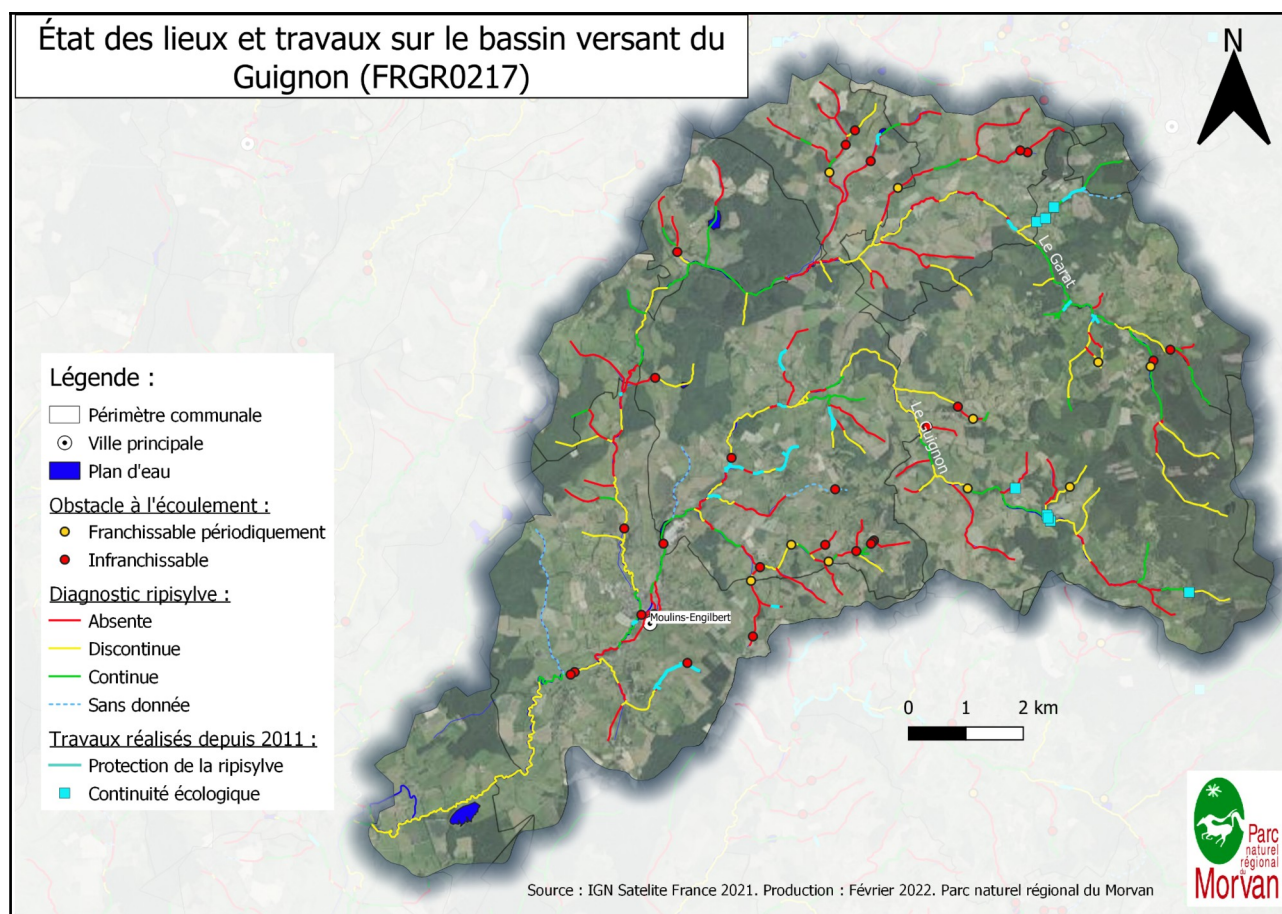 État des lieux et travaux sur le bassin versant du
Guignon (FRGR0217)
N
Le Garat
Le Guignon
Moulins-Engilbert
Légende :
Périmètre communale
Ville principale
Plan d'eau
Obstacle à l'écoulement :
Franchissable périodiquement
Infranchissable
Diagnostic ripisylve :
Absente
Discontinue
Continue
Sans donnée
Travaux réalisés depuis 2011 :
Protection de la ripisylve
Continuité écologique
0 1 2 km
Source : IGN Satelite France 2021. Production : Février 2022. Parc naturel régional du Morvan
Parc
naturel
régional
du
Morvan